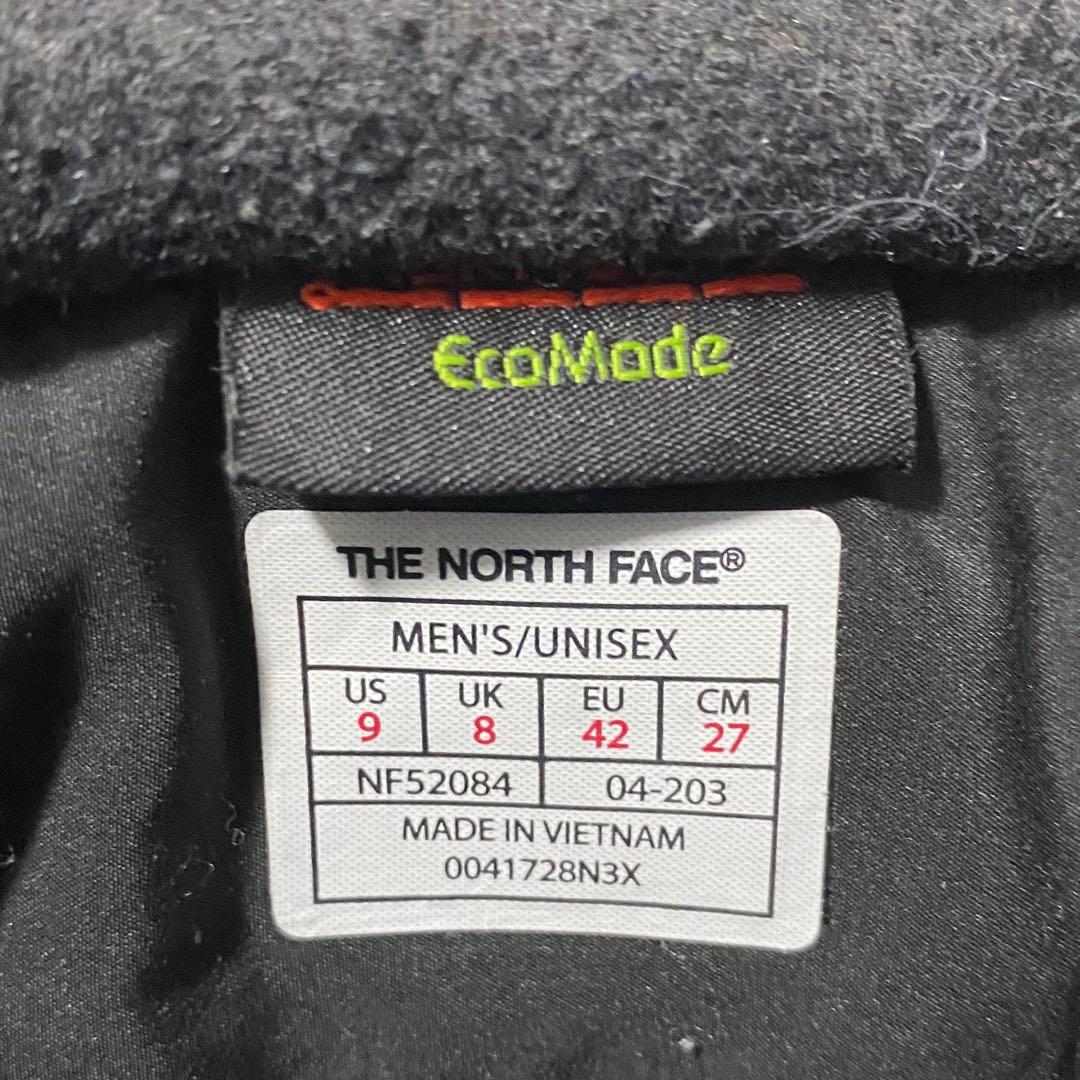 EcoMade
THE NORTH FACE®
MEN'S/UNISEX
US UK EU CM
9 8 42 27
NF52084 04-203
MADE IN VIETNAM
0041728N3X